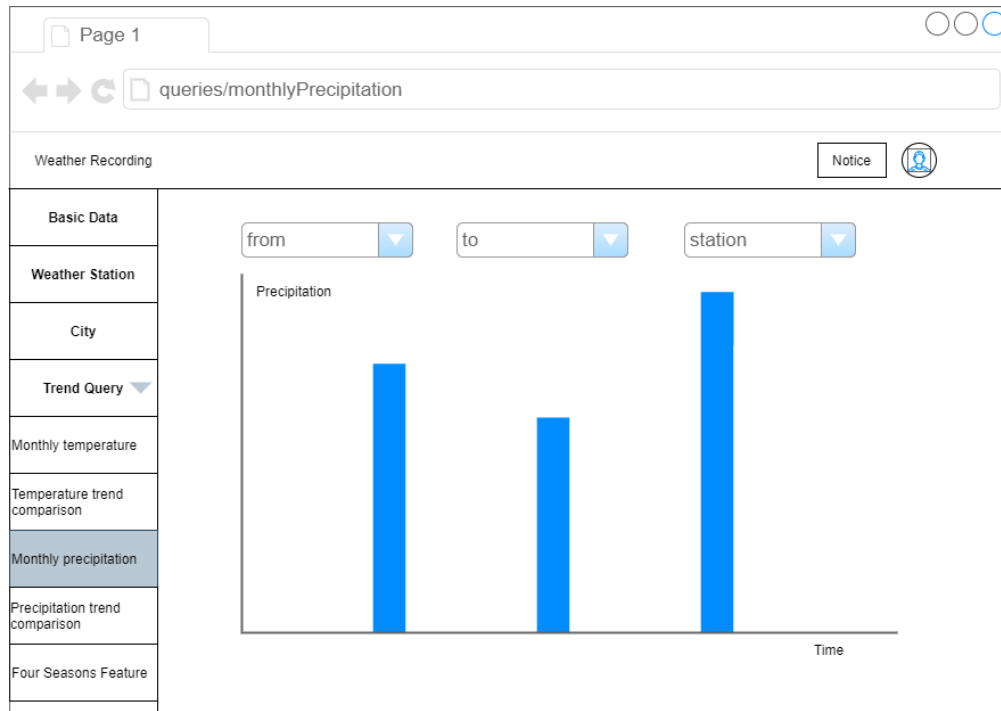 Page 1
queries/monthlyPrecipitation
Weather Recording
Notice
Basic Data
Weather Station
City
Trend Query
Monthly temperature
Temperature trend
comparison
Monthly precipitation
Precipitation trend
comparison
Four Seasons Feature
from
to
station
Precipitation
Time